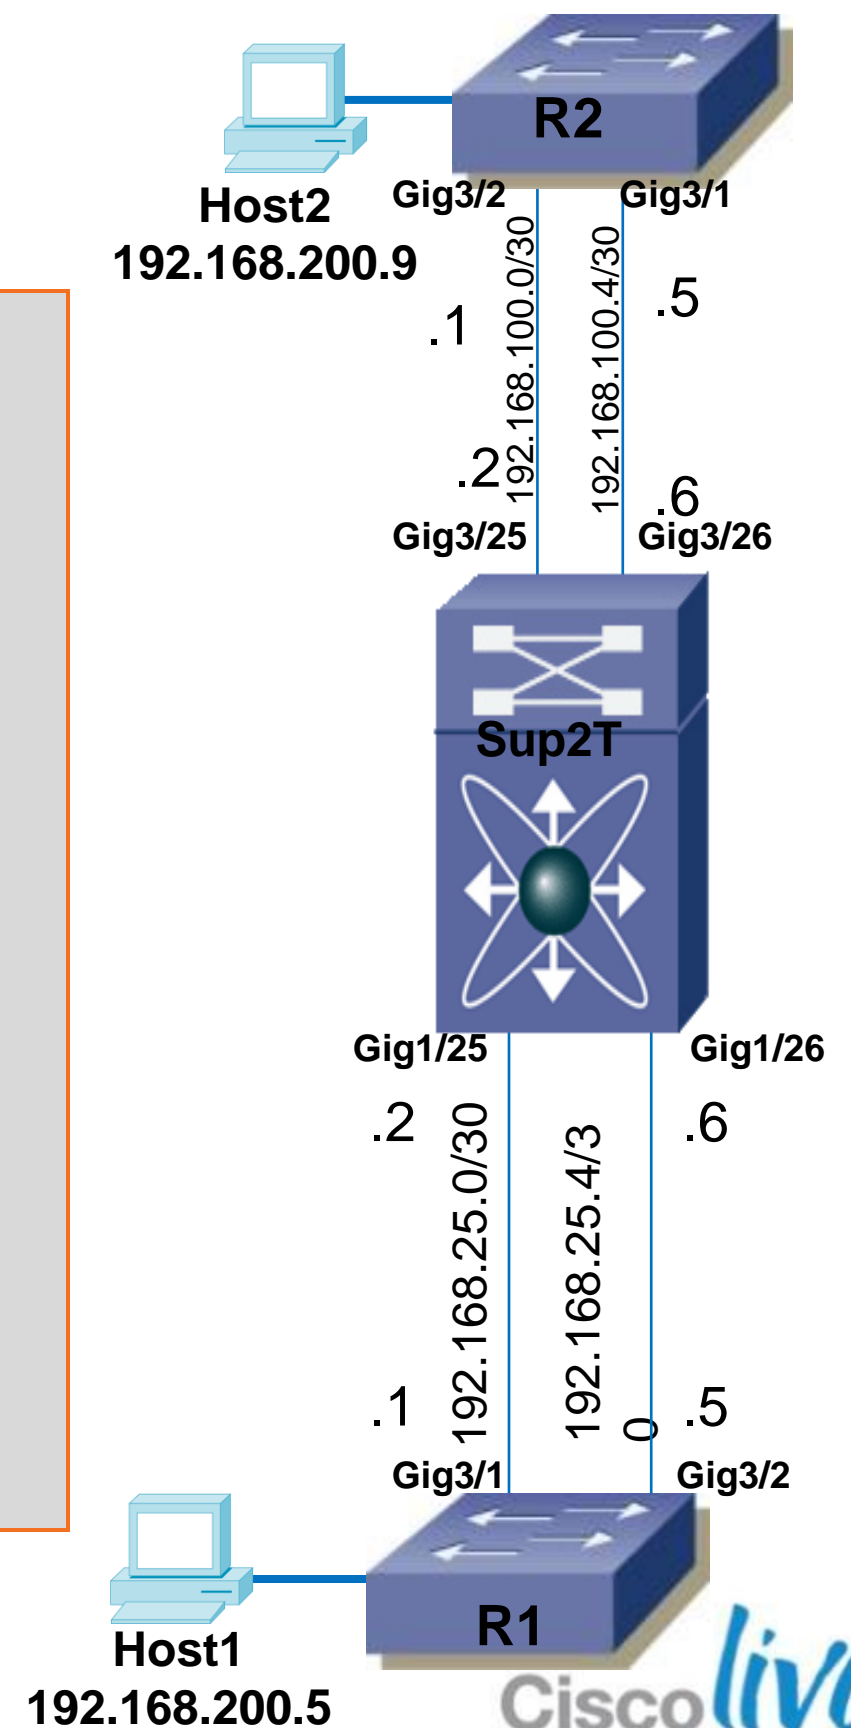 R2
Gig3/2
Gig3/1
Host2
192.168.200.9
192.168.100.0/30
192.168.100.4/30
.1
.5
.2
.6
Gig3/25
Gig3/26
Sup2T
Gig1/25
Gig1/26
.2
.6
192.168.25.0/30
192.168.25.4/3
0
.1
.5
Gig3/1
Gig3/2
R1
Host1
192.168.200.5
Cisco live